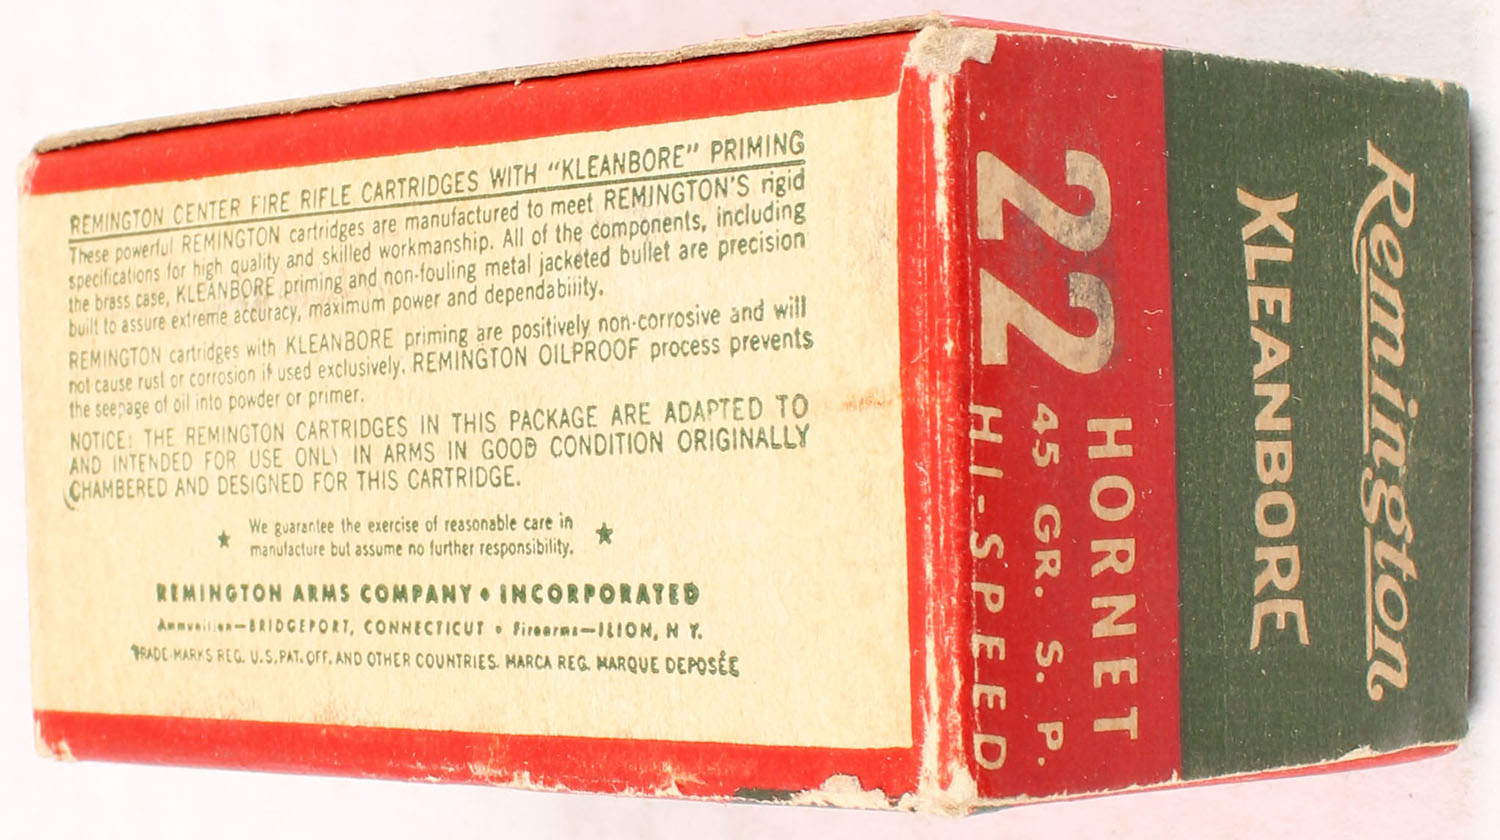 REMINGTON CENTER FIRE RIFLE CARTRIDGES WITH "KLEANBORE" PRIMING
These powerful REMINGTON cartridges are manufactured to meet REMINGTON'S rigid
specifications for high quality and skilled workmanship. All of the components, including
the brass case, KLEANBORE priming and non-fouling metal jacketed bullet are precision
built to assure extreme accuracy, maximum power and dependability.
REMINGTON cartridges with KLEANBORE priming are positively non-corrosive and will
not cause rust or corrosion if used exclusively. REMINGTON OILPROOF process prevents
the seepage of oil into powder or primer.
NOTICE: THE REMINGTON CARTRIDGES IN THIS PACKAGE ARE ADAPTED TO
AND INTENDED FOR USE ONLY IN ARMS IN GOOD CONDITION ORIGINALLY
CHAMBERED AND DESIGNED FOR THIS CARTRIDGE.
We guarantee the exercise of reasonable care in
manufacture but assume no further responsibility.
REMINGTON ARMS COMPANY • INCORPORATED
Ammunition—BRIDGEPORT, CONNECTICUT • Firearms—ILION, N Y.
TRADE MARKS REG. U.S. PAT. OFF. AND OTHER COUNTRIES. MARCA REG. MARQUE DEPOSÉE
Remington
KLEANBORE
22 HORNET
45 GR. S. P.
HI-SPEED